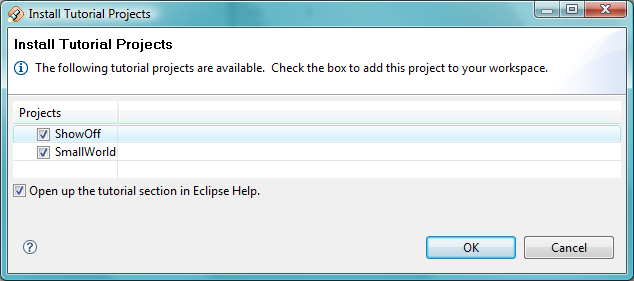 Install Tutorial Projects
Install Tutorial Projects
The following tutorial projects are available.  Check the box to add this project to your workspace.
Projects
ShowOff
SmallWorld
Open up the tutorial section in Eclipse Help.
?
OK
Cancel